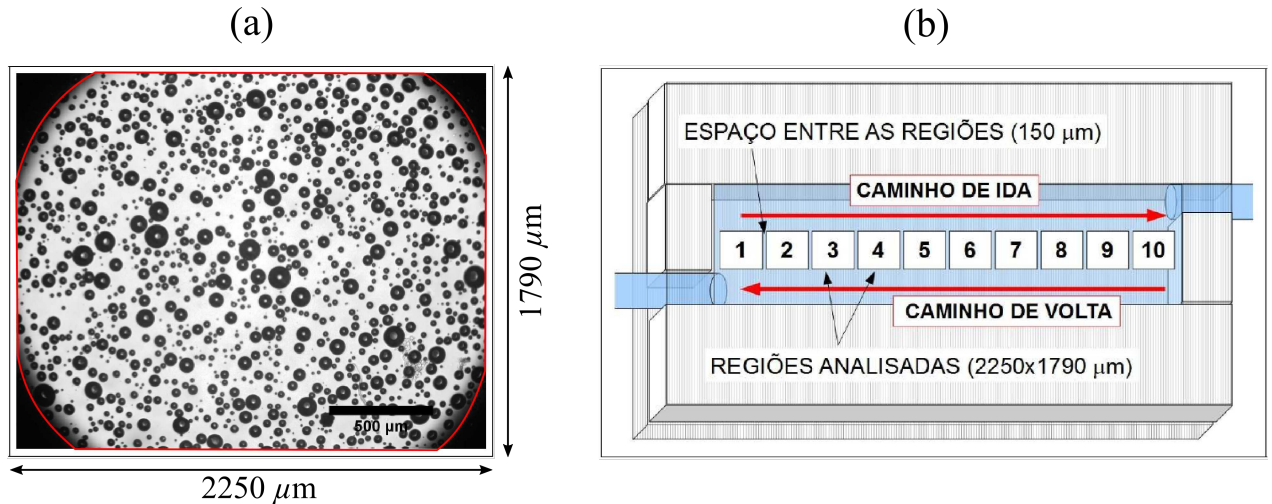 (a)
500 µm
1790 µm
2250 µm
(b)
ESPAÇO ENTRE AS REGIÕES (150 µm)
CAMINHO DE IDA
1 2 3 4 5 6 7 8 9 10
CAMINHO DE VOLTA
REGIÕES ANALISADAS (2250x1790 µm)